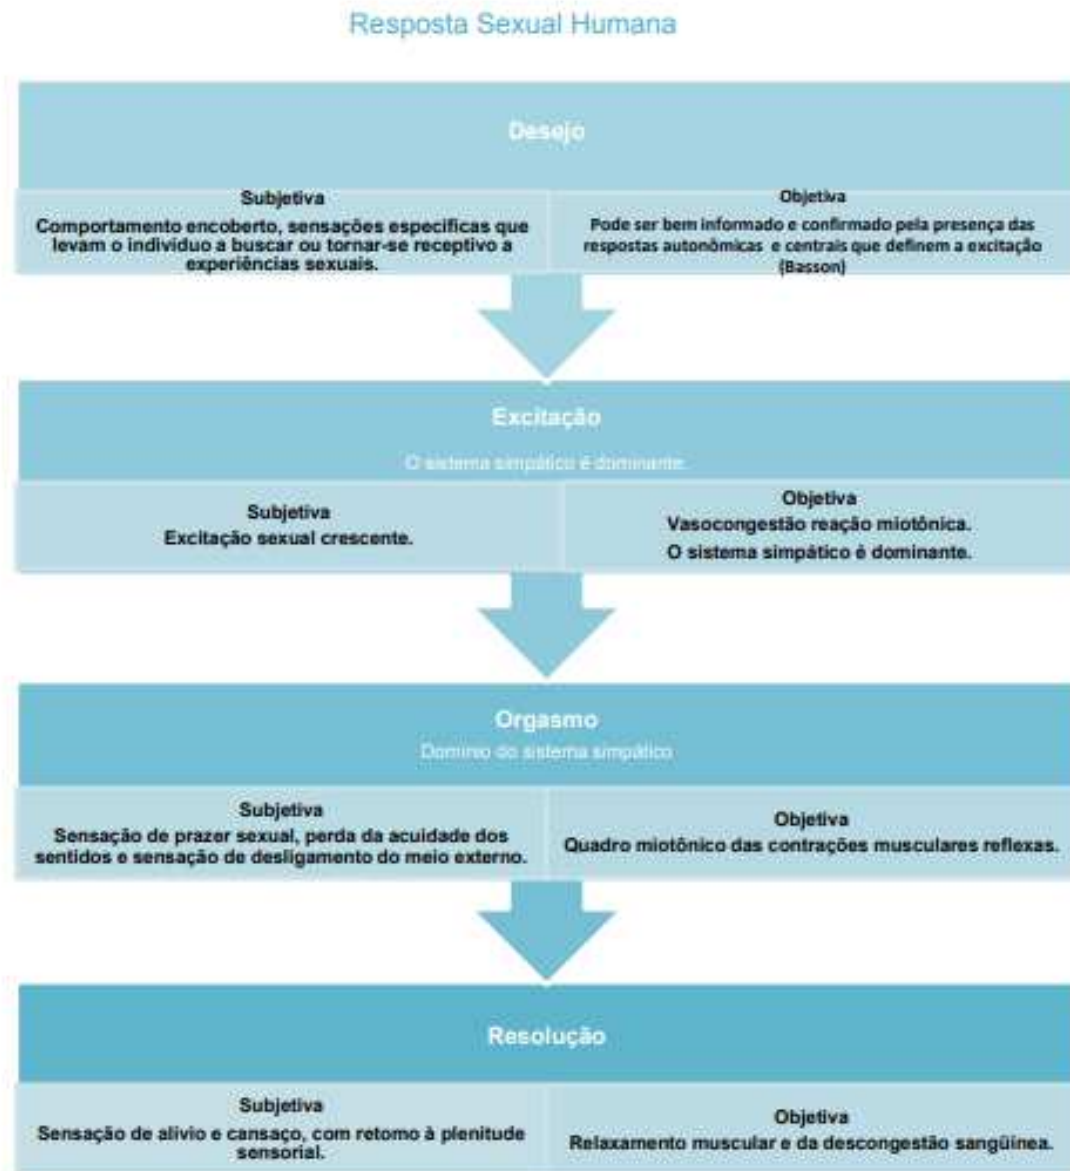 Resposta Sexual Humana
Desejo
Subjetiva
Comportamento encoberto, sensações específicas que
levam o indivíduo a buscar ou tornar-se receptivo a
experiências sexuais.
Objetiva
Pode ser bem informado e confirmado pela presença das
respostas autonômicas e centrais que definem a excitação
(Basson)
Excitação
O sistema simpático é dominante.
Subjetiva
Excitação sexual crescente.
Objetiva
Vasocongestão reação miotônica.
O sistema simpático é dominante.
Orgasmo
Domínio do sistema simpático
Subjetiva
Sensação de prazer sexual, perda da acuidade dos
sentidos e sensação de desligamento do meio externo.
Objetiva
Quadro miotônico das contrações musculares reflexas.
Resolução
Subjetiva
Sensação de alívio e cansaço, com retomo à plenitude
sensorial.
Objetiva
Relaxamento muscular e da descongestão sangüínea.